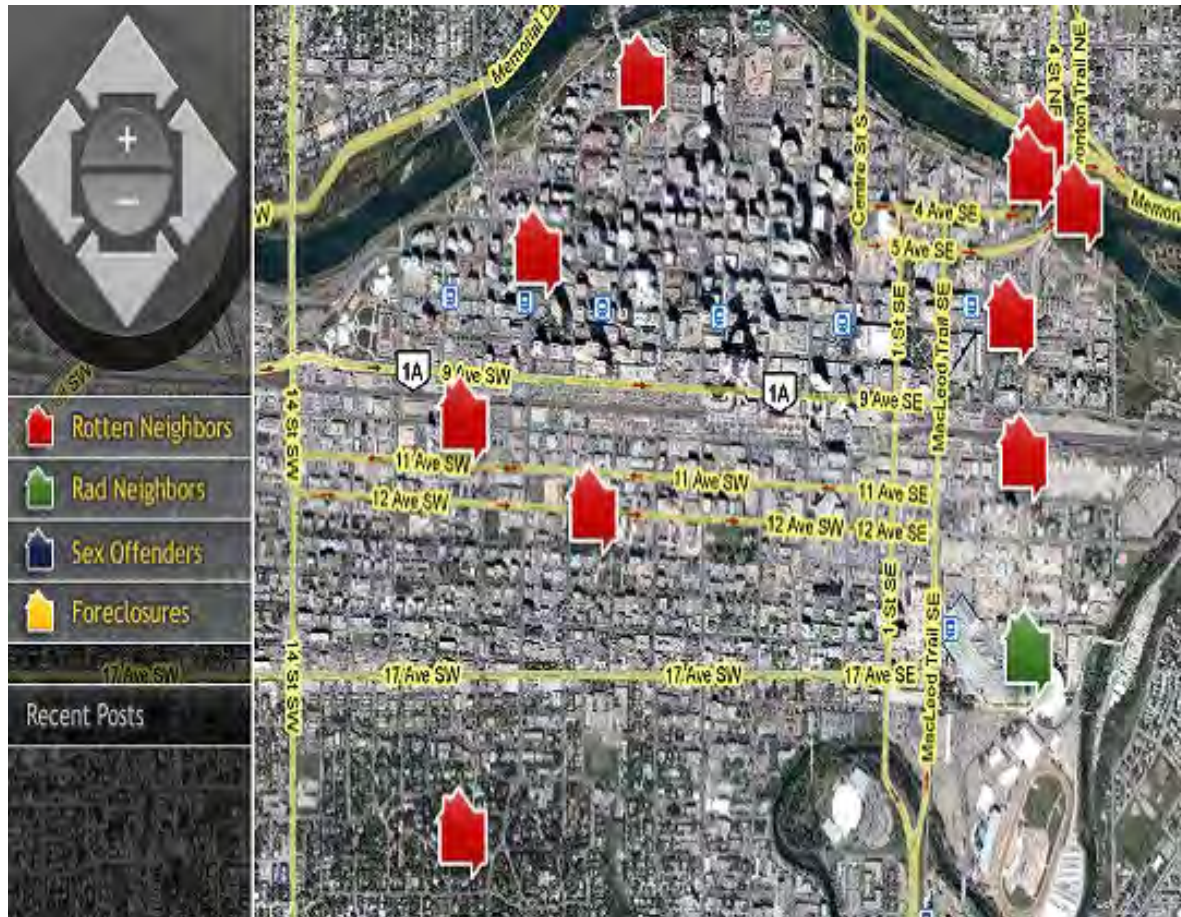 Memorial Dr
4 St NE
Centre St S
W
4 Ave SE
Memori
5 Ave SE
1 St SE
MacLeod Trail SE
1A
9 Ave SW
1A
9 Ave SE
SW
14 St SW
Rotten Neighbors
11 Ave SW
11 Ave SW
11 Ave SE
Rad Neighbors
12 Ave SW
12 Ave SW
12 Ave SE
Sex Offenders
Foreclosures
1 St SE
MacLeod Trail SE
14 St SW
17 Ave SW
17 Ave SW
17 Ave SW
17 Ave SE
Recent Posts